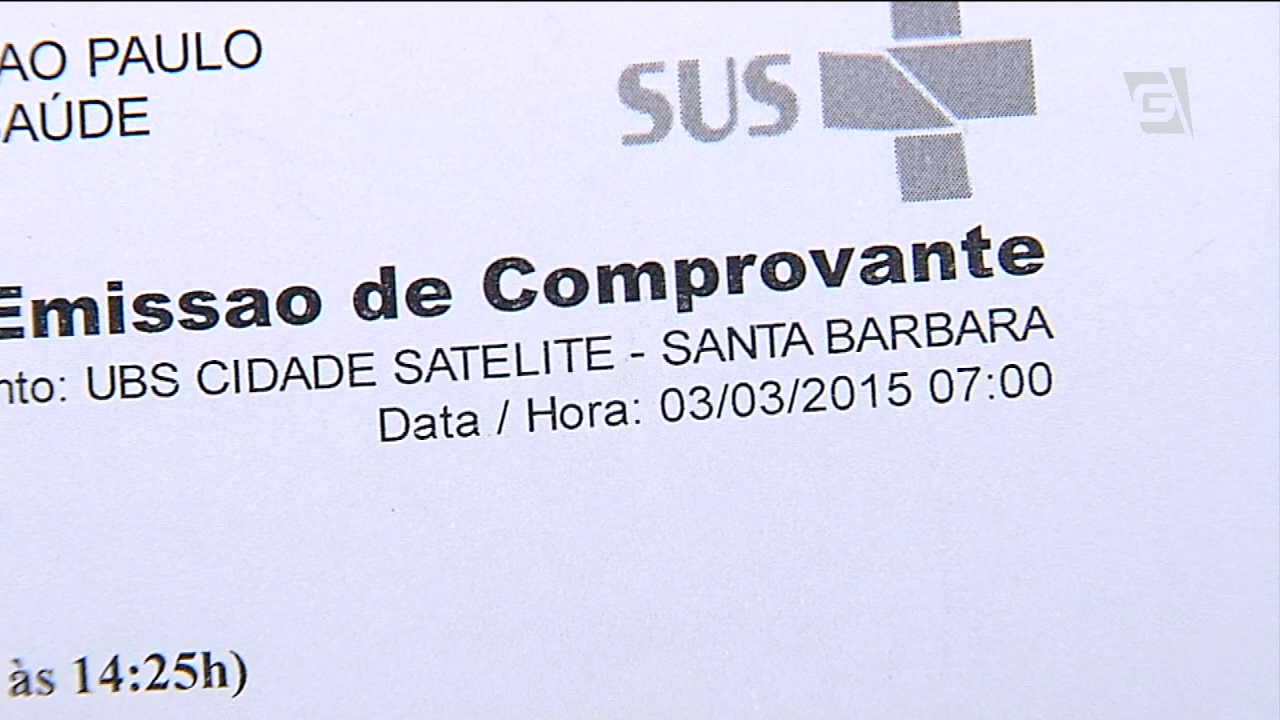 AO PAULO
AÚDE
SUS
Emissao de Comprovante
nto: UBS CIDADE SATELITE - SANTA BARBARA
Data / Hora: 03/03/2015 07:00
às 14:25h)